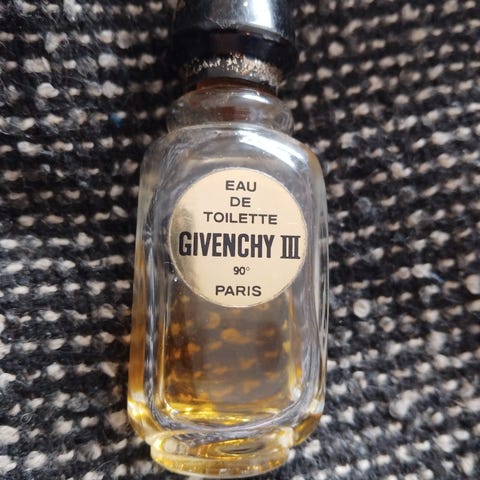 EAU
DE
TOILETTE
GIVENCHY III
90°
PARIS